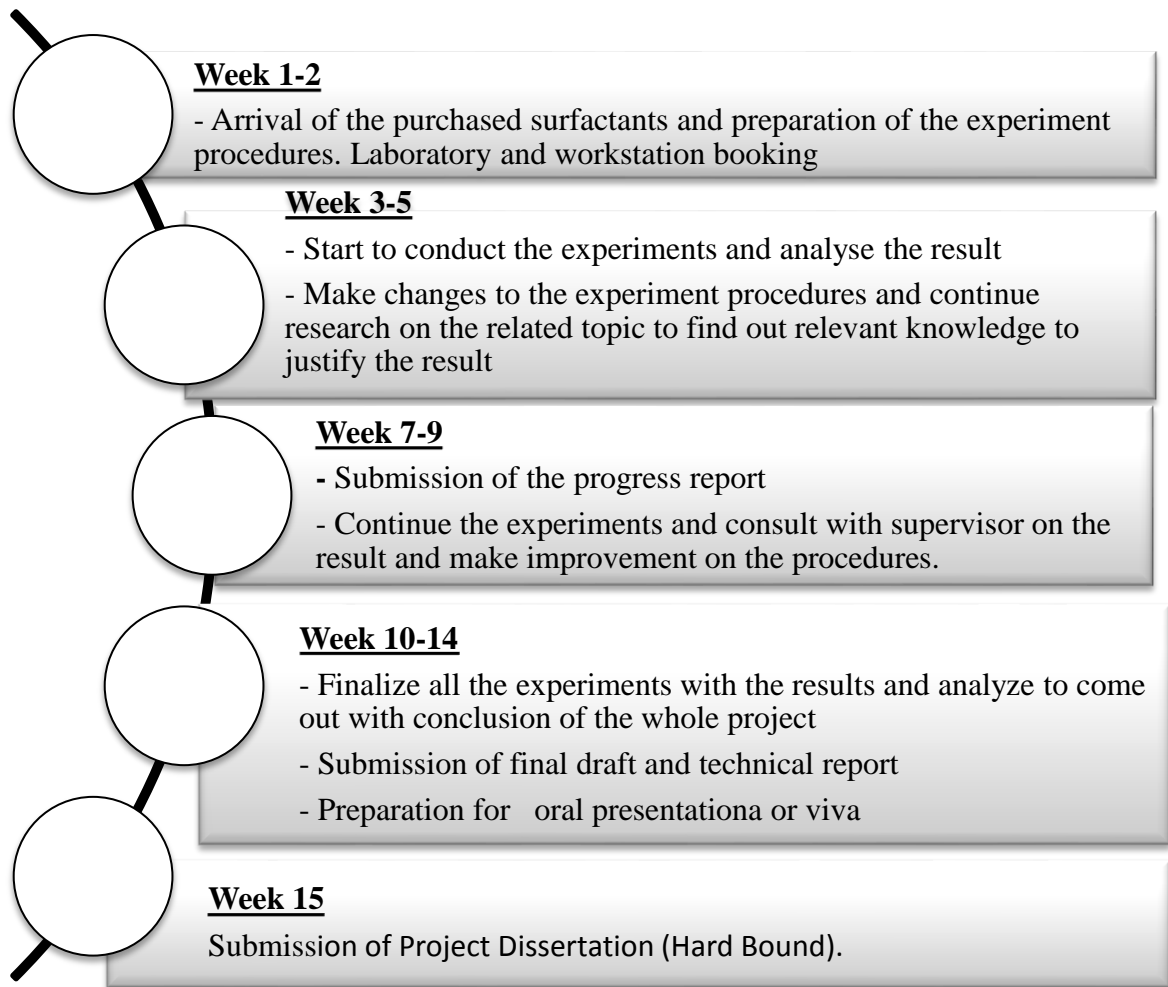 Week 1-2
- Arrival of the purchased surfactants and preparation of the experiment
procedures. Laboratory and workstation booking
Week 3-5
- Start to conduct the experiments and analyse the result
- Make changes to the experiment procedures and continue
research on the related topic to find out relevant knowledge to
justify the result
Week 7-9
- Submission of the progress report
- Continue the experiments and consult with supervisor on the
result and make improvement on the procedures.
Week 10-14
- Finalize all the experiments with the results and analyze to come
out with conclusion of the whole project
- Submission of final draft and technical report
- Preparation for   oral presentationa or viva
Week 15
Submission of Project Dissertation (Hard Bound).